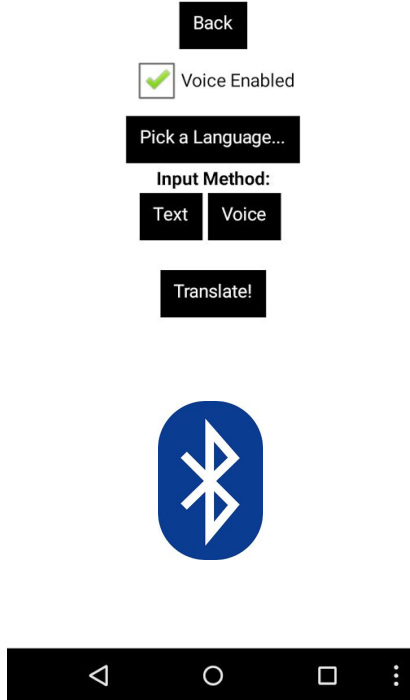 Back
Voice Enabled
Pick a Language...
Input Method:
Text Voice
Translate!